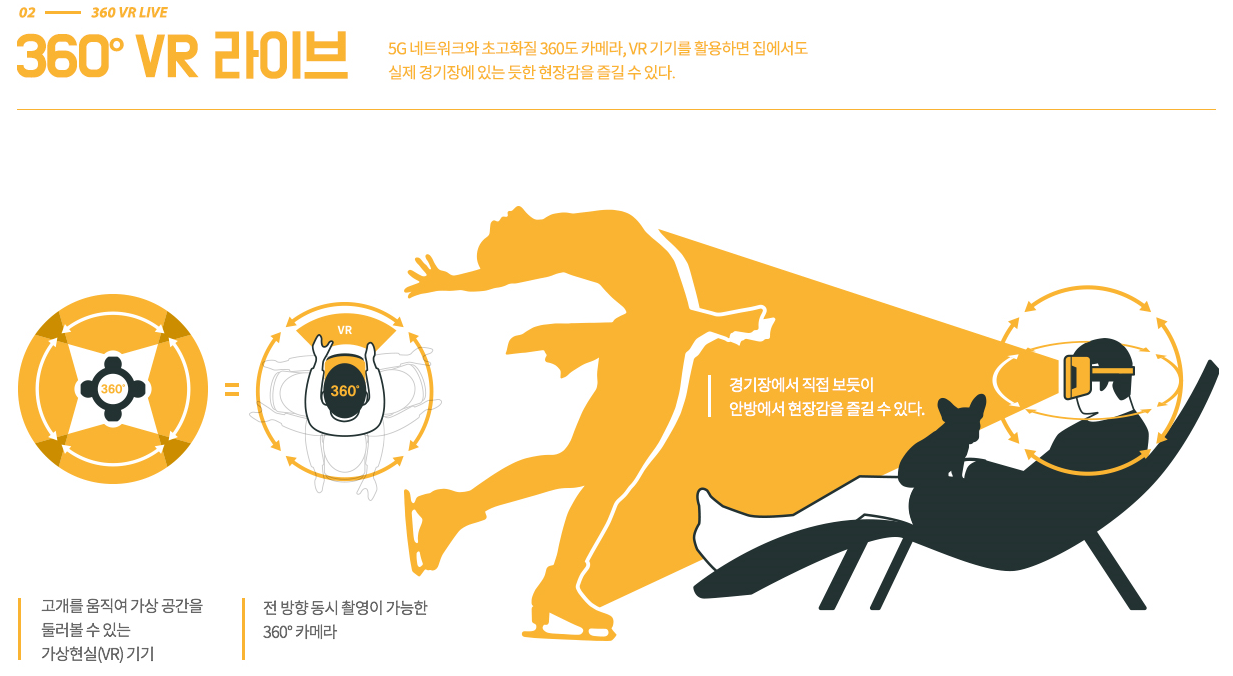 02 360 VR LIVE
360° VR 라이브
5G 네트워크와 초고화질 360도 카메라, VR 기기를 활용하면 집에서도
실제 경기장에 있는 듯한 현장감을 즐길 수 있다.
360°
VR
360°
경기장에서 직접 보듯이
안방에서 현장감을 즐길 수 있다.
고개를 움직여 가상 공간을
둘러볼 수 있는
가상현실(VR) 기기
전 방향 동시 촬영이 가능한
360° 카메라